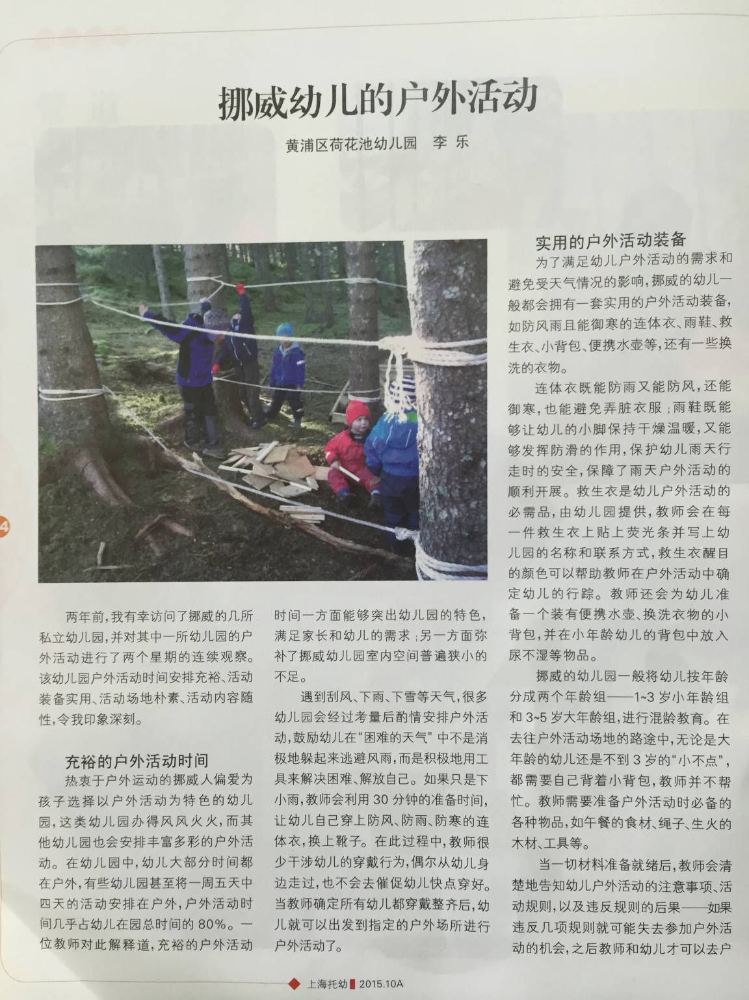 挪威幼儿的户外活动
黄浦区荷花池幼儿园 李 乐
两年前,我有幸访问了挪威的几所
私立幼儿园,并对其中一所幼儿园的户
外活动进行了两个星期的连续观察。
该幼儿园户外活动时间安排充裕、活动
装备实用、活动场地朴素、活动内容随
性,令我印象深刻。
充裕的户外活动时间
热衷于户外运动的挪威人偏爱为
孩子选择以户外活动为特色的幼儿
园,这类幼儿园办得风风火火,而其
他幼儿园也会安排丰富多彩的户外活
动。在幼儿园中,幼儿大部分时间都
在户外,有些幼儿园甚至将一周五天中
四天的活动安排在户外,户外活动时
间几乎占幼儿在园总时间的80%。一
位教师对此解释道,充裕的户外活动
时间一方面能够突出幼儿园的特色,
满足家长和幼儿的需求;另一方面弥
补了挪威幼儿园室内空间普遍狭小的
不足。
遇到刮风、下雨、下雪等天气,很多
幼儿园会经过考量后酌情安排户外活
动,鼓励幼儿在“困难的天气”中不是消
极地躲起来逃避风雨,而是积极地用工
具来解决困难、解放自己。如果只是下
小雨,教师会利用30分钟的准备时间,
让幼儿自己穿上防风、防雨、防寒的连
体衣,换上靴子。在此过程中,教师很
少干涉幼儿的穿戴行为,偶尔从幼儿身
边走过,也不会去催促幼儿快点穿好。
当教师确定所有幼儿都穿戴整齐后,幼
儿就可以出发到指定的户外场所进行
户外活动了。
实用的户外活动装备
为了满足幼儿户外活动的需求和
避免受天气情况的影响,挪威的幼儿一
般都会拥有一套实用的户外活动装备,
如防风雨且能御寒的连体衣、雨鞋、救
生衣、小背包、便携水壶等,还有一些换
洗的衣物。
连体衣既能防雨又能防风,还能
御寒,也能避免弄脏衣服;雨鞋既能
够让幼儿的小脚保持干燥温暖,又能
够发挥防滑的作用,保护幼儿雨天行
走时的安全,保障了雨天户外活动的
顺利开展。救生衣是幼儿户外活动的
必需品,由幼儿园提供,教师会在每
一件救生衣上贴上荧光条并写上幼
儿园的名称和联系方式,救生衣醒目
的颜色可以帮助教师在户外活动中确
定幼儿的行踪。教师还会为幼儿准
备一个装有便携水壶、换洗衣物的小
背包,并在小年龄幼儿的背包中放入
尿不湿等物品。
挪威的幼儿园一般将幼儿按年龄
分成两个年龄组——1~3岁小年龄组
和3~5岁大年龄组,进行混龄教育。在
去往户外活动场地的路途中,无论是大
年龄的幼儿还是不到3岁的“小不点”,
都需要自己背着小背包,教师并不帮
忙。教师需要准备户外活动时必备的
各种物品,如午餐的食材、绳子、生火的
木材、工具等。
当一切材料准备就绪后,教师会清
楚地告知幼儿户外活动的注意事项、活
动规则,以及违反规则的后果——如果
违反几项规则就可能失去参加户外活
动的机会,之后教师和幼儿才可以去户
4
上海托幼 2015.10A